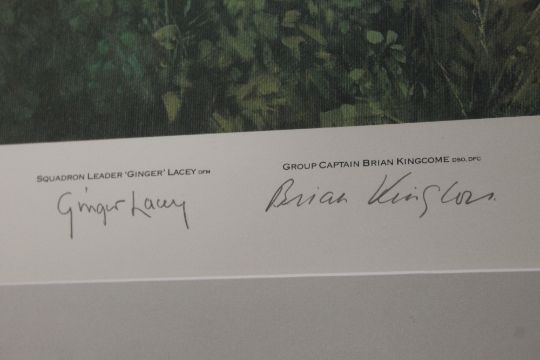 SQUADRON LEADER 'GINGER' LACEY DFM
GROUP CAPTAIN BRIAN KINGCOME DSO, DFC
Ginger Lacey
Brian Kingcome